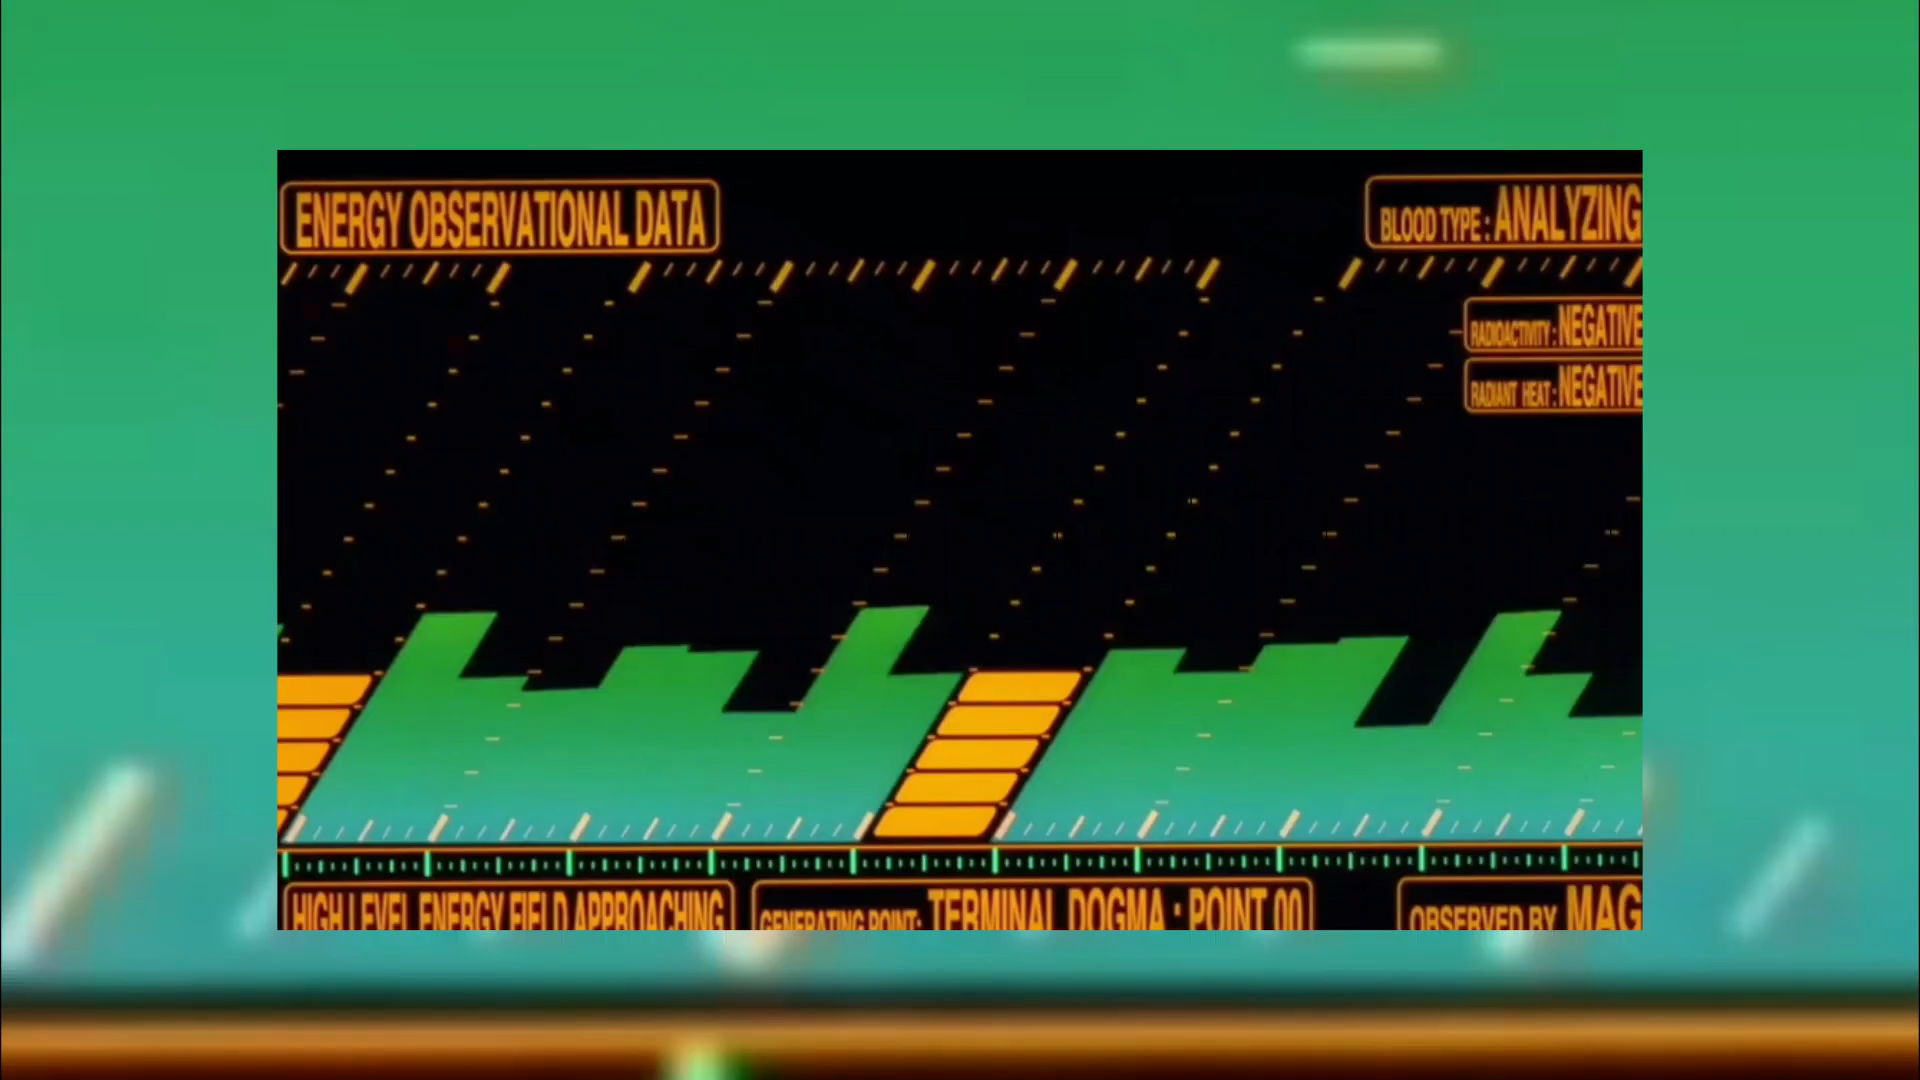 ENERGY OBSERVATIONAL DATA
BLOOD TYPE : ANALYZING
RADIOACTIVITY : NEGATIVE
RADIANT HEAT : NEGATIVE
HIGH LEVEL ENERGY FIELD APPROACHING
GENERATING POINT: TERMINAL DOGMA · POINT 00
OBSERVED BY MAG